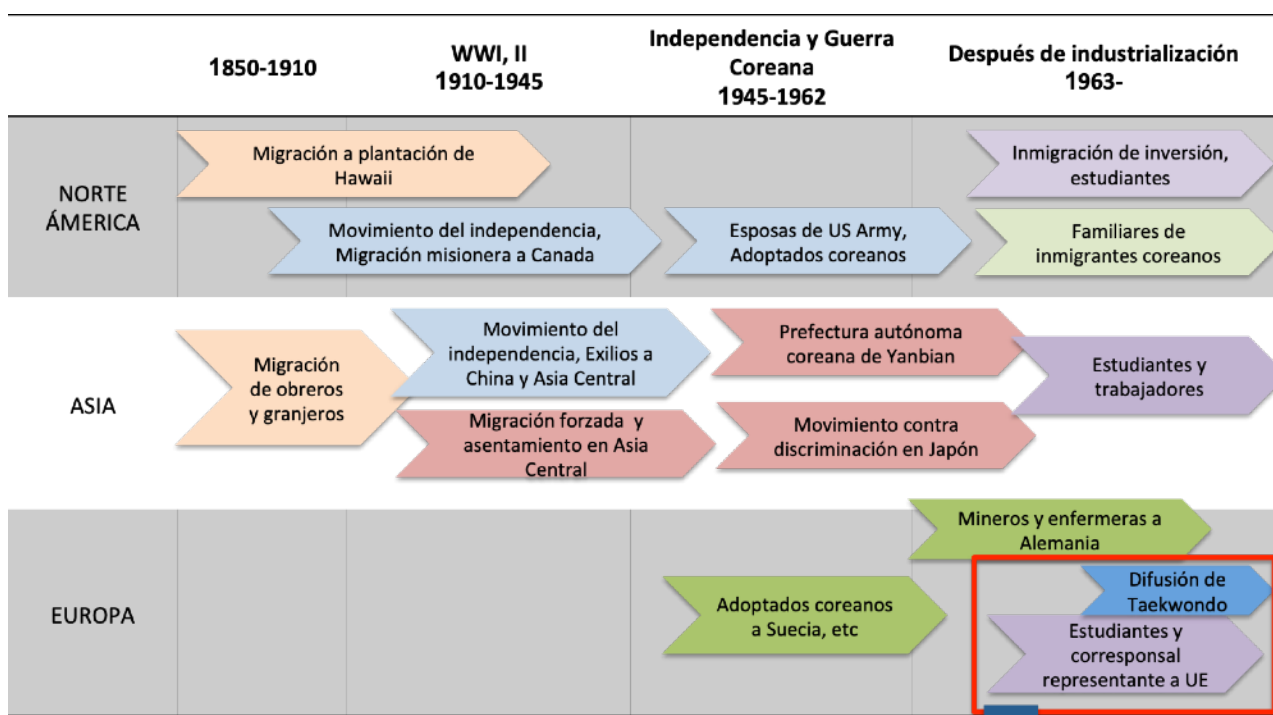 1850-1910
WWI, II
1910-1945
Independencia y Guerra
Coreana
1945-1962
Después de industrialización
1963-
NORTE
ÁMERICA
Migración a plantación de
Hawaii
Movimiento del independencia,
Migración misionera a Canada
Esposas de US Army,
Adoptados coreanos
Inmigración de inversión,
estudiantes
Familiares de
inmigrantes coreanos
ASIA
Migración
de obreros
y granjeros
Movimiento del
independencia, Exilios a
China y Asia Central
Migración forzada y
asentamiento en Asia
Central
Prefectura autónoma
coreana de Yanbian
Movimiento contra
discriminación en Japón
Estudiantes y
trabajadores
EUROPA
Adoptados coreanos
a Suecia, etc
Mineros y enfermeras a
Alemania
Difusión de
Taekwondo
Estudiantes y
corresponsal
representante a UE